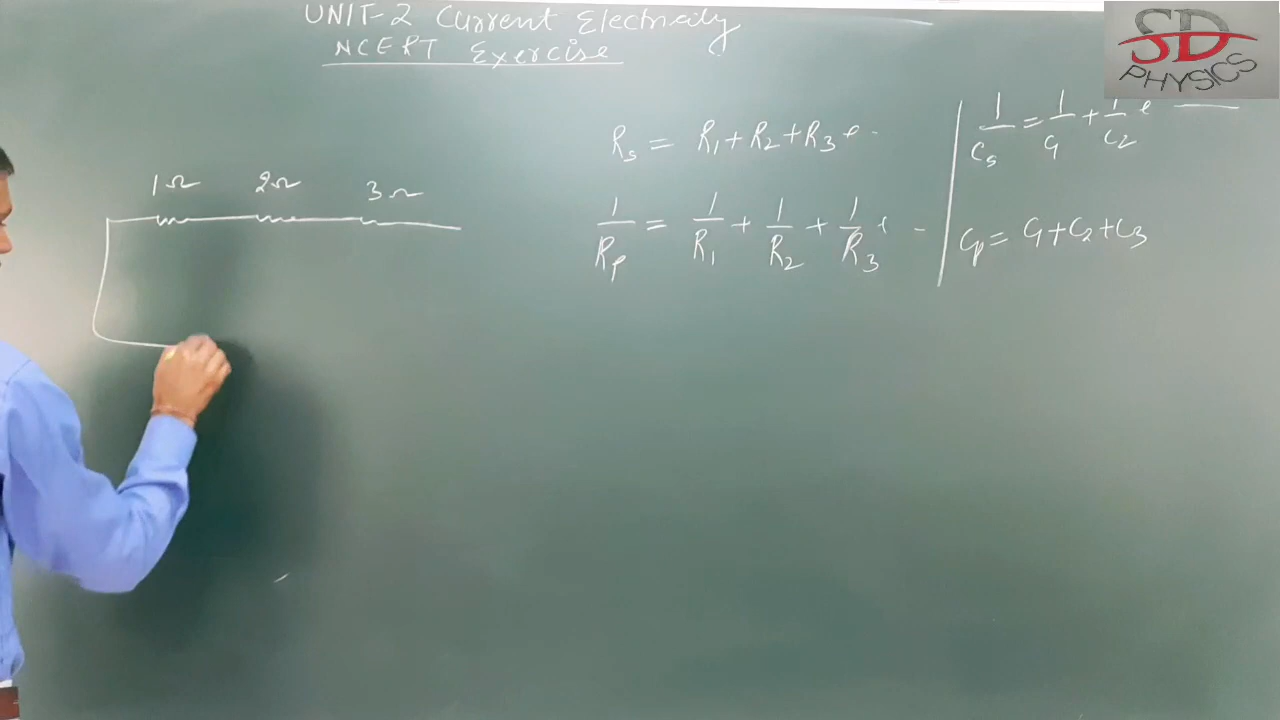 UNIT-2 Current Electricity
NCERT Exercise
SD
PHYSICS
1Ω 2Ω 3Ω
Rs = R1+R2+R3+-
1/Rp = 1/R1 + 1/R2 + 1/R3 + -
1/Cs = 1/C1 + 1/C2 +
Cp = C1+C2+C3